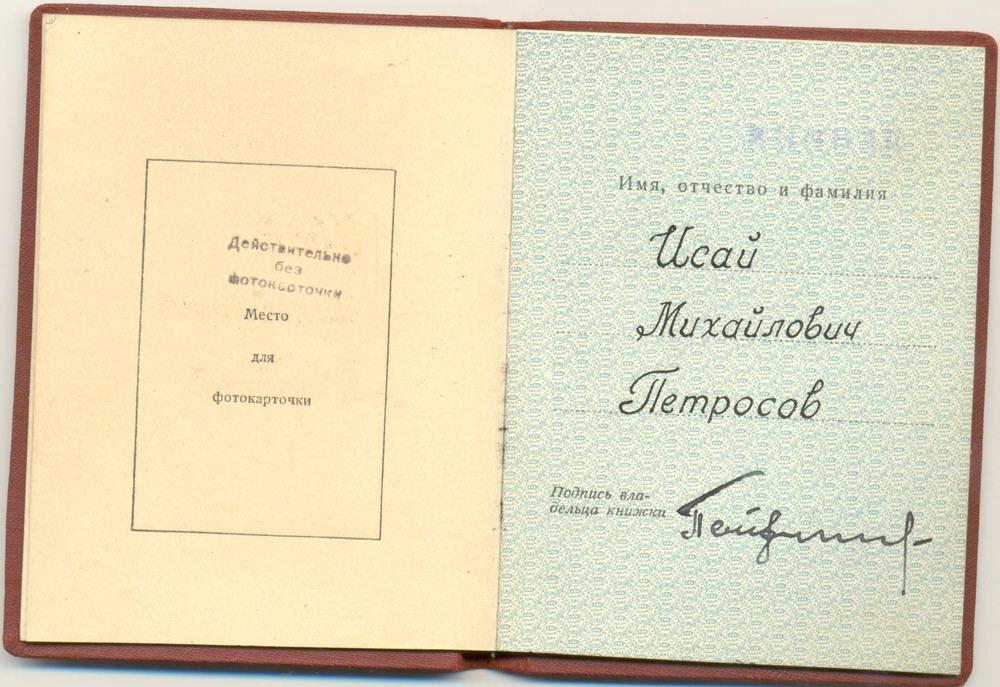 Действительно
без
фотокарточки
Место
для
фотокарточки
Имя, отчество и фамилия
Исай
Михайлович
Петросов
Подпись вла-
дельца книжки